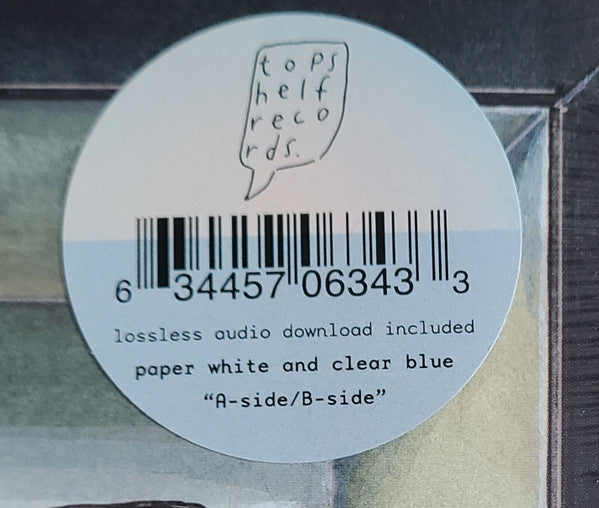 tops
helf
reco
rds.
6 34457 06343 3
lossless audio download included
paper white and clear blue
“A-side/B-side”